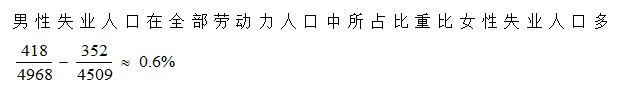 男性失业人口在全部劳动力人口中所占比重比女性失业人口多
418/4968 − 352/4509 ≈ 0.6%